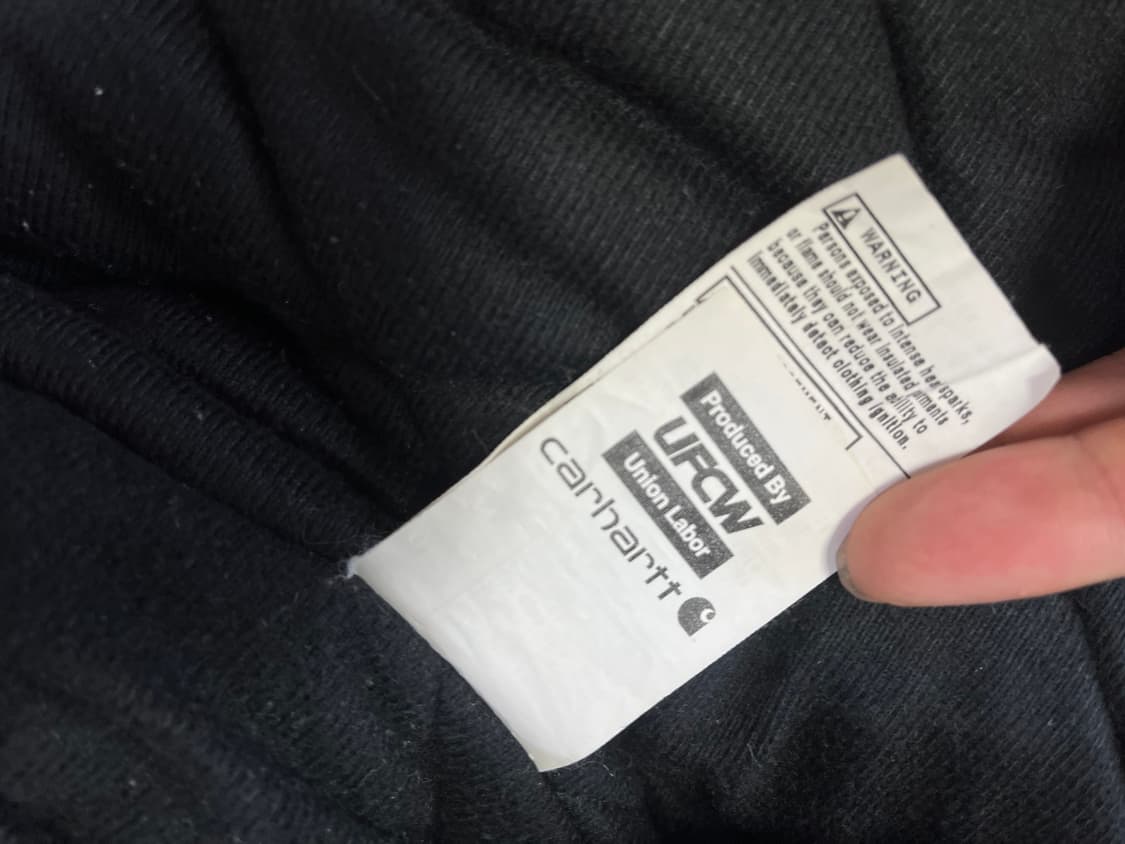 WARNING
Persons exposed to intense heat, sparks,
or flame should not wear insulated garments
because they can reduce the ability to
immediately detect clothing ignition.
Produced By
UFCW
Union Labor
carhartt